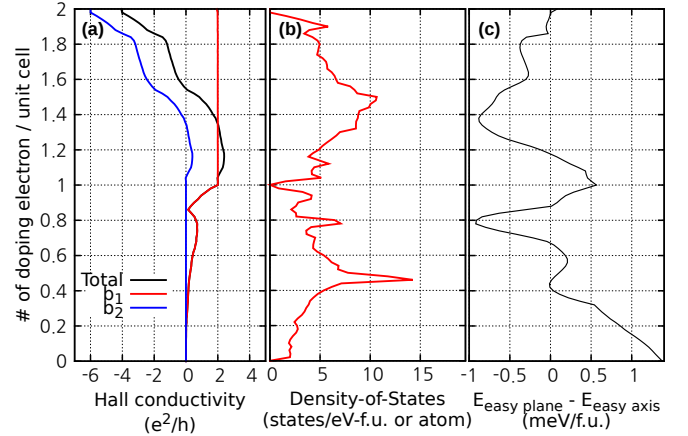 (a)
(b)
(c)
# of doping electron / unit cell
2
1.8
1.6
1.4
1.2
1
0.8
0.6
0.4
0.2
0
Total
b1
b2
-6 -4 -2 0 2 4
0 5 10 15
-1 -0.5 0 0.5 1
Hall conductivity
(e²/h)
Density-of-States
(states/eV-f.u. or atom)
E easy plane - E easy axis
(meV/f.u.)